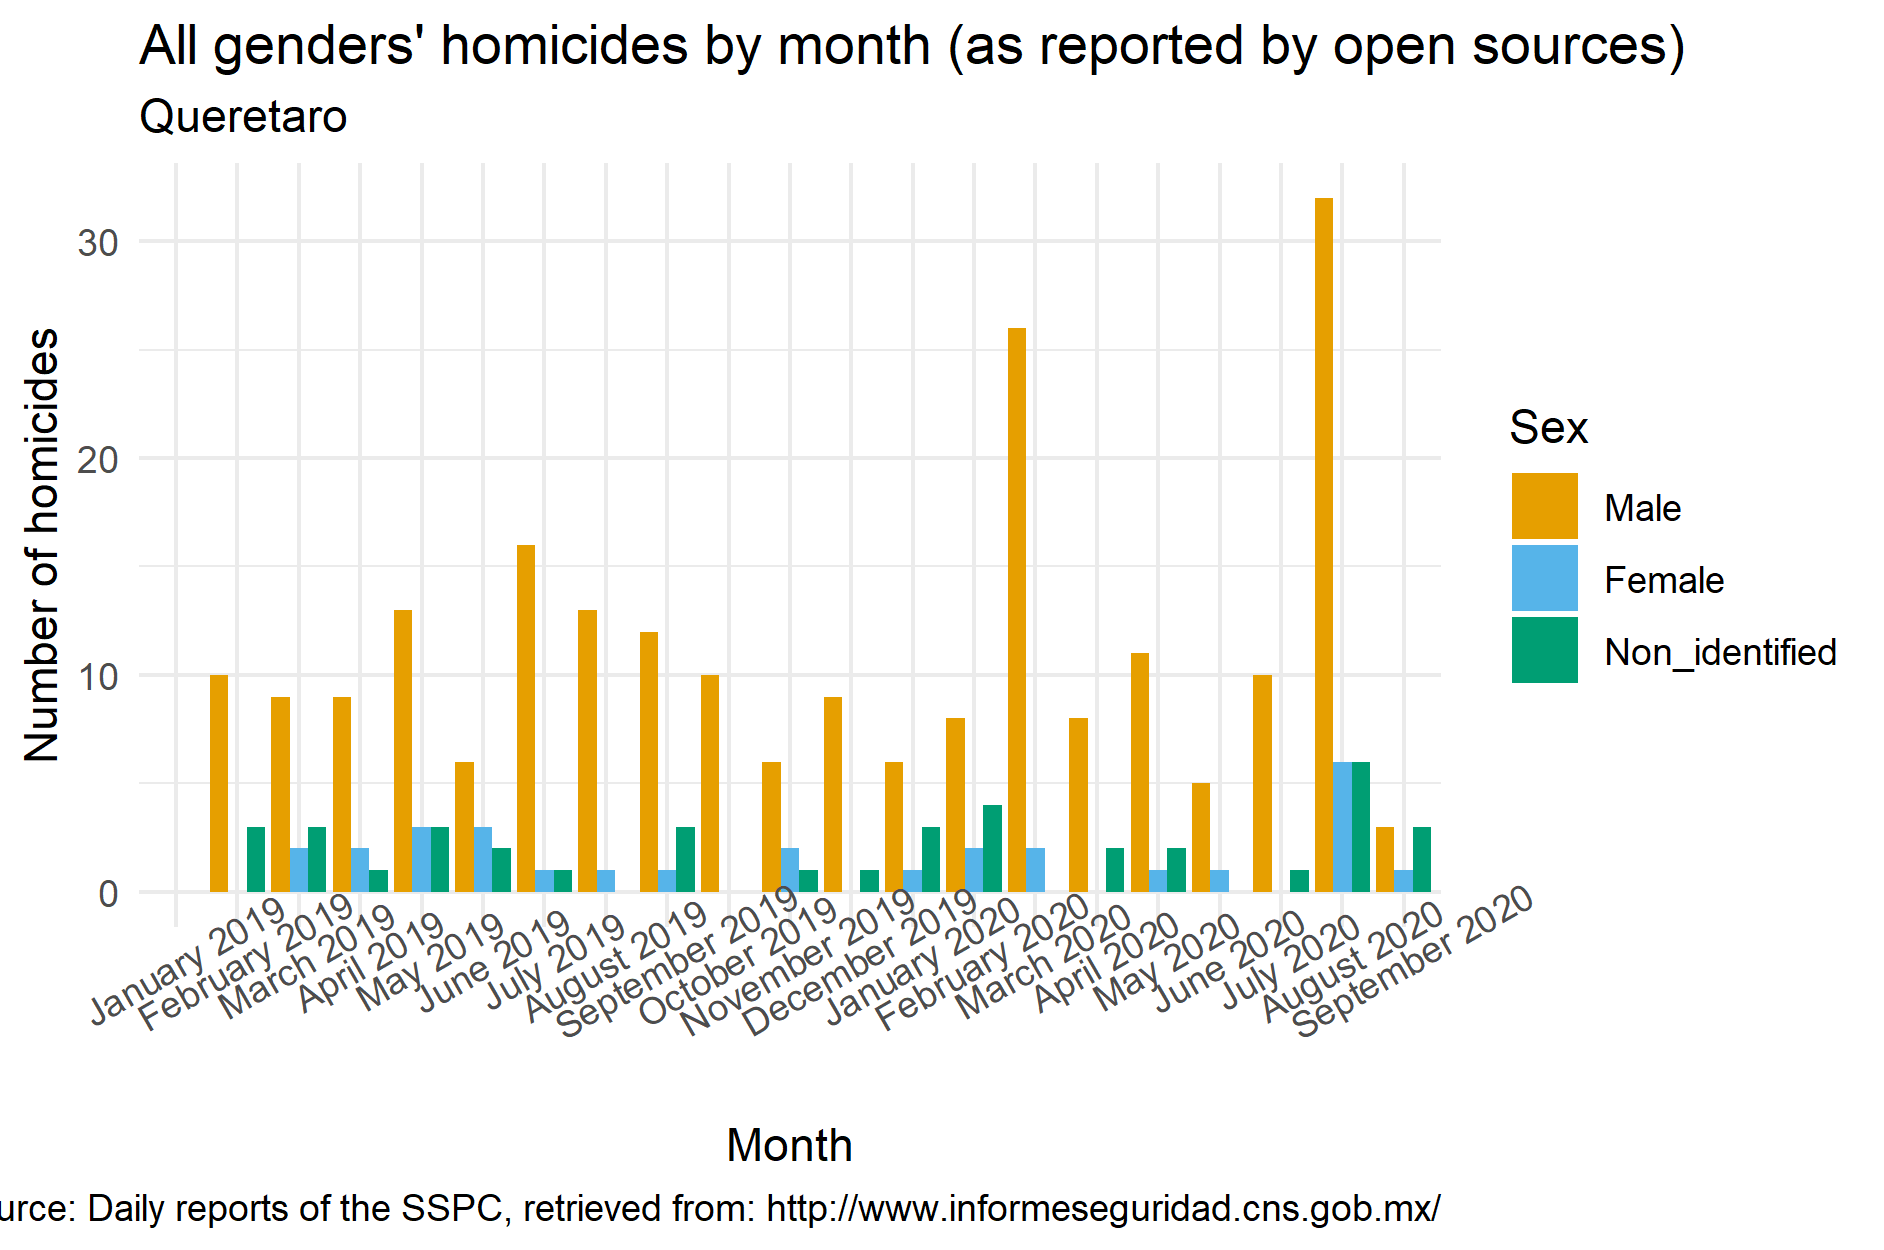 All genders' homicides by month (as reported by open sources)
Queretaro
Number of homicides
30
20
10
0
January 2019
February 2019
March 2019
April 2019
May 2019
June 2019
July 2019
August 2019
September 2019
October 2019
November 2019
December 2019
January 2020
February 2020
March 2020
April 2020
May 2020
June 2020
July 2020
August 2020
September 2020
Month
Sex
Male
Female
Non_identified
urce: Daily reports of the SSPC, retrieved from: http://www.informeseguridad.cns.gob.mx/